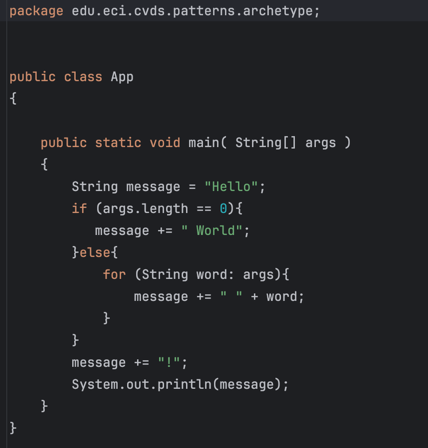 package edu.eci.cvds.patterns.archetype;
public class App
{
    public static void main( String[] args )
    {
        String message = "Hello";
        if (args.length == 0){
           message += " World";
        }else{
            for (String word: args){
                message += " " + word;
            }
        }
        message += "!";
        System.out.println(message);
    }
}